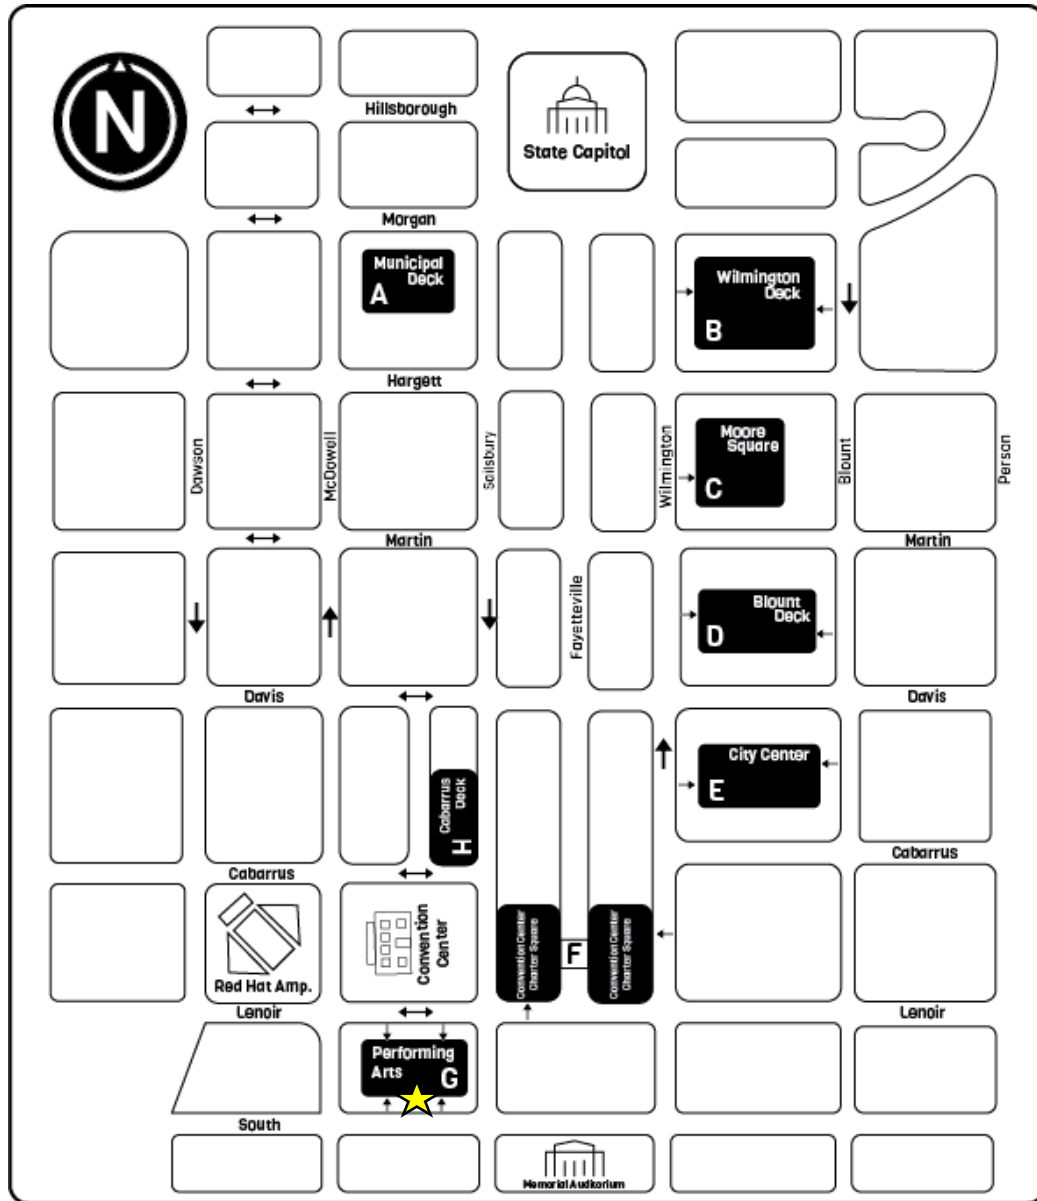 N
Hillsborough
State Capitol
Morgan
Municipal
Deck
A
Wilmington
Deck
B
Hargett
Dawson
McDowell
Salisbury
Wilmington
Moore
Square
C
Blount
Person
Martin
Martin
Fayetteville
Blount
Deck
D
Davis
Davis
Cabarrus
Deck
H
City Center
E
Cabarrus
Cabarrus
Red Hat Amp.
Convention
Center
Convention Center
Charter Square
F
Convention Center
Charter Square
Lenoir
Lenoir
Performing
Arts
G
South
Memorial Auditorium